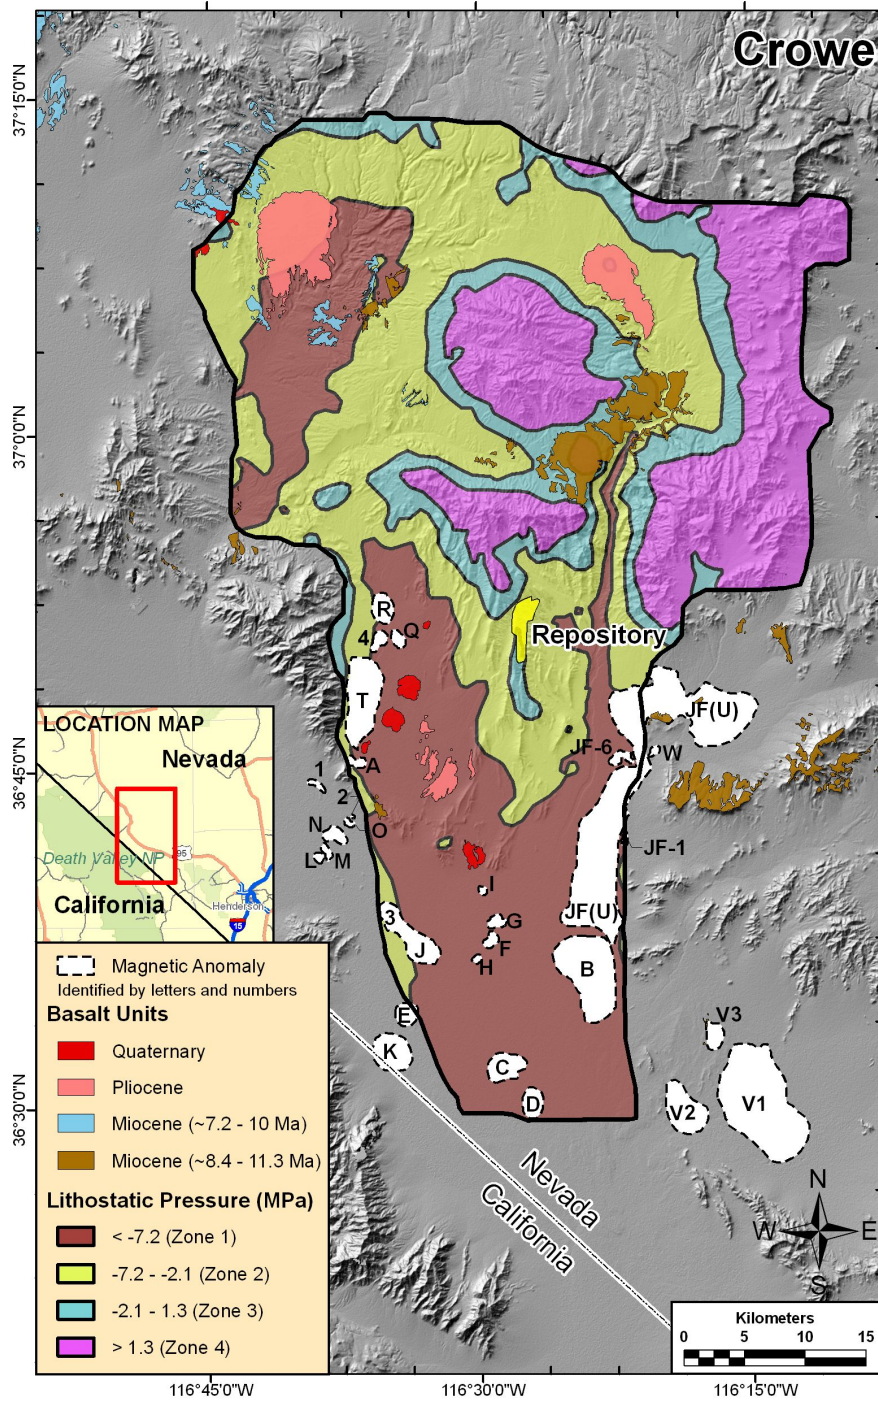 Crowe
37°15'0"N
37°0'0"N
36°45'0"N
36°30'0"N
R
4
Q
Repository
T
JF(U)
JF-6
W
A
1
2
N
O
L
M
JF-1
I
3
G
JF(U)
J
F
H
B
E
K
C
D
V3
V2
V1
Nevada
California
LOCATION MAP
Nevada
Death Valley NP
95
California
Henderson
15
Magnetic Anomaly
Identified by letters and numbers
Basalt Units
Quaternary
Pliocene
Miocene (~7.2 - 10 Ma)
Miocene (~8.4 - 11.3 Ma)
Lithostatic Pressure (MPa)
< -7.2 (Zone 1)
-7.2 - -2.1 (Zone 2)
-2.1 - 1.3 (Zone 3)
> 1.3 (Zone 4)
N
W E
S
Kilometers
0 5 10 15
116°45'0"W 116°30'0"W 116°15'0"W